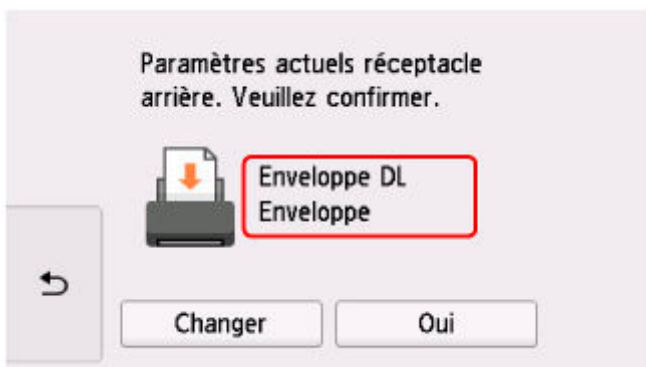 Paramètres actuels réceptacle
arrière. Veuillez confirmer.
Enveloppe DL
Enveloppe
Changer
Oui